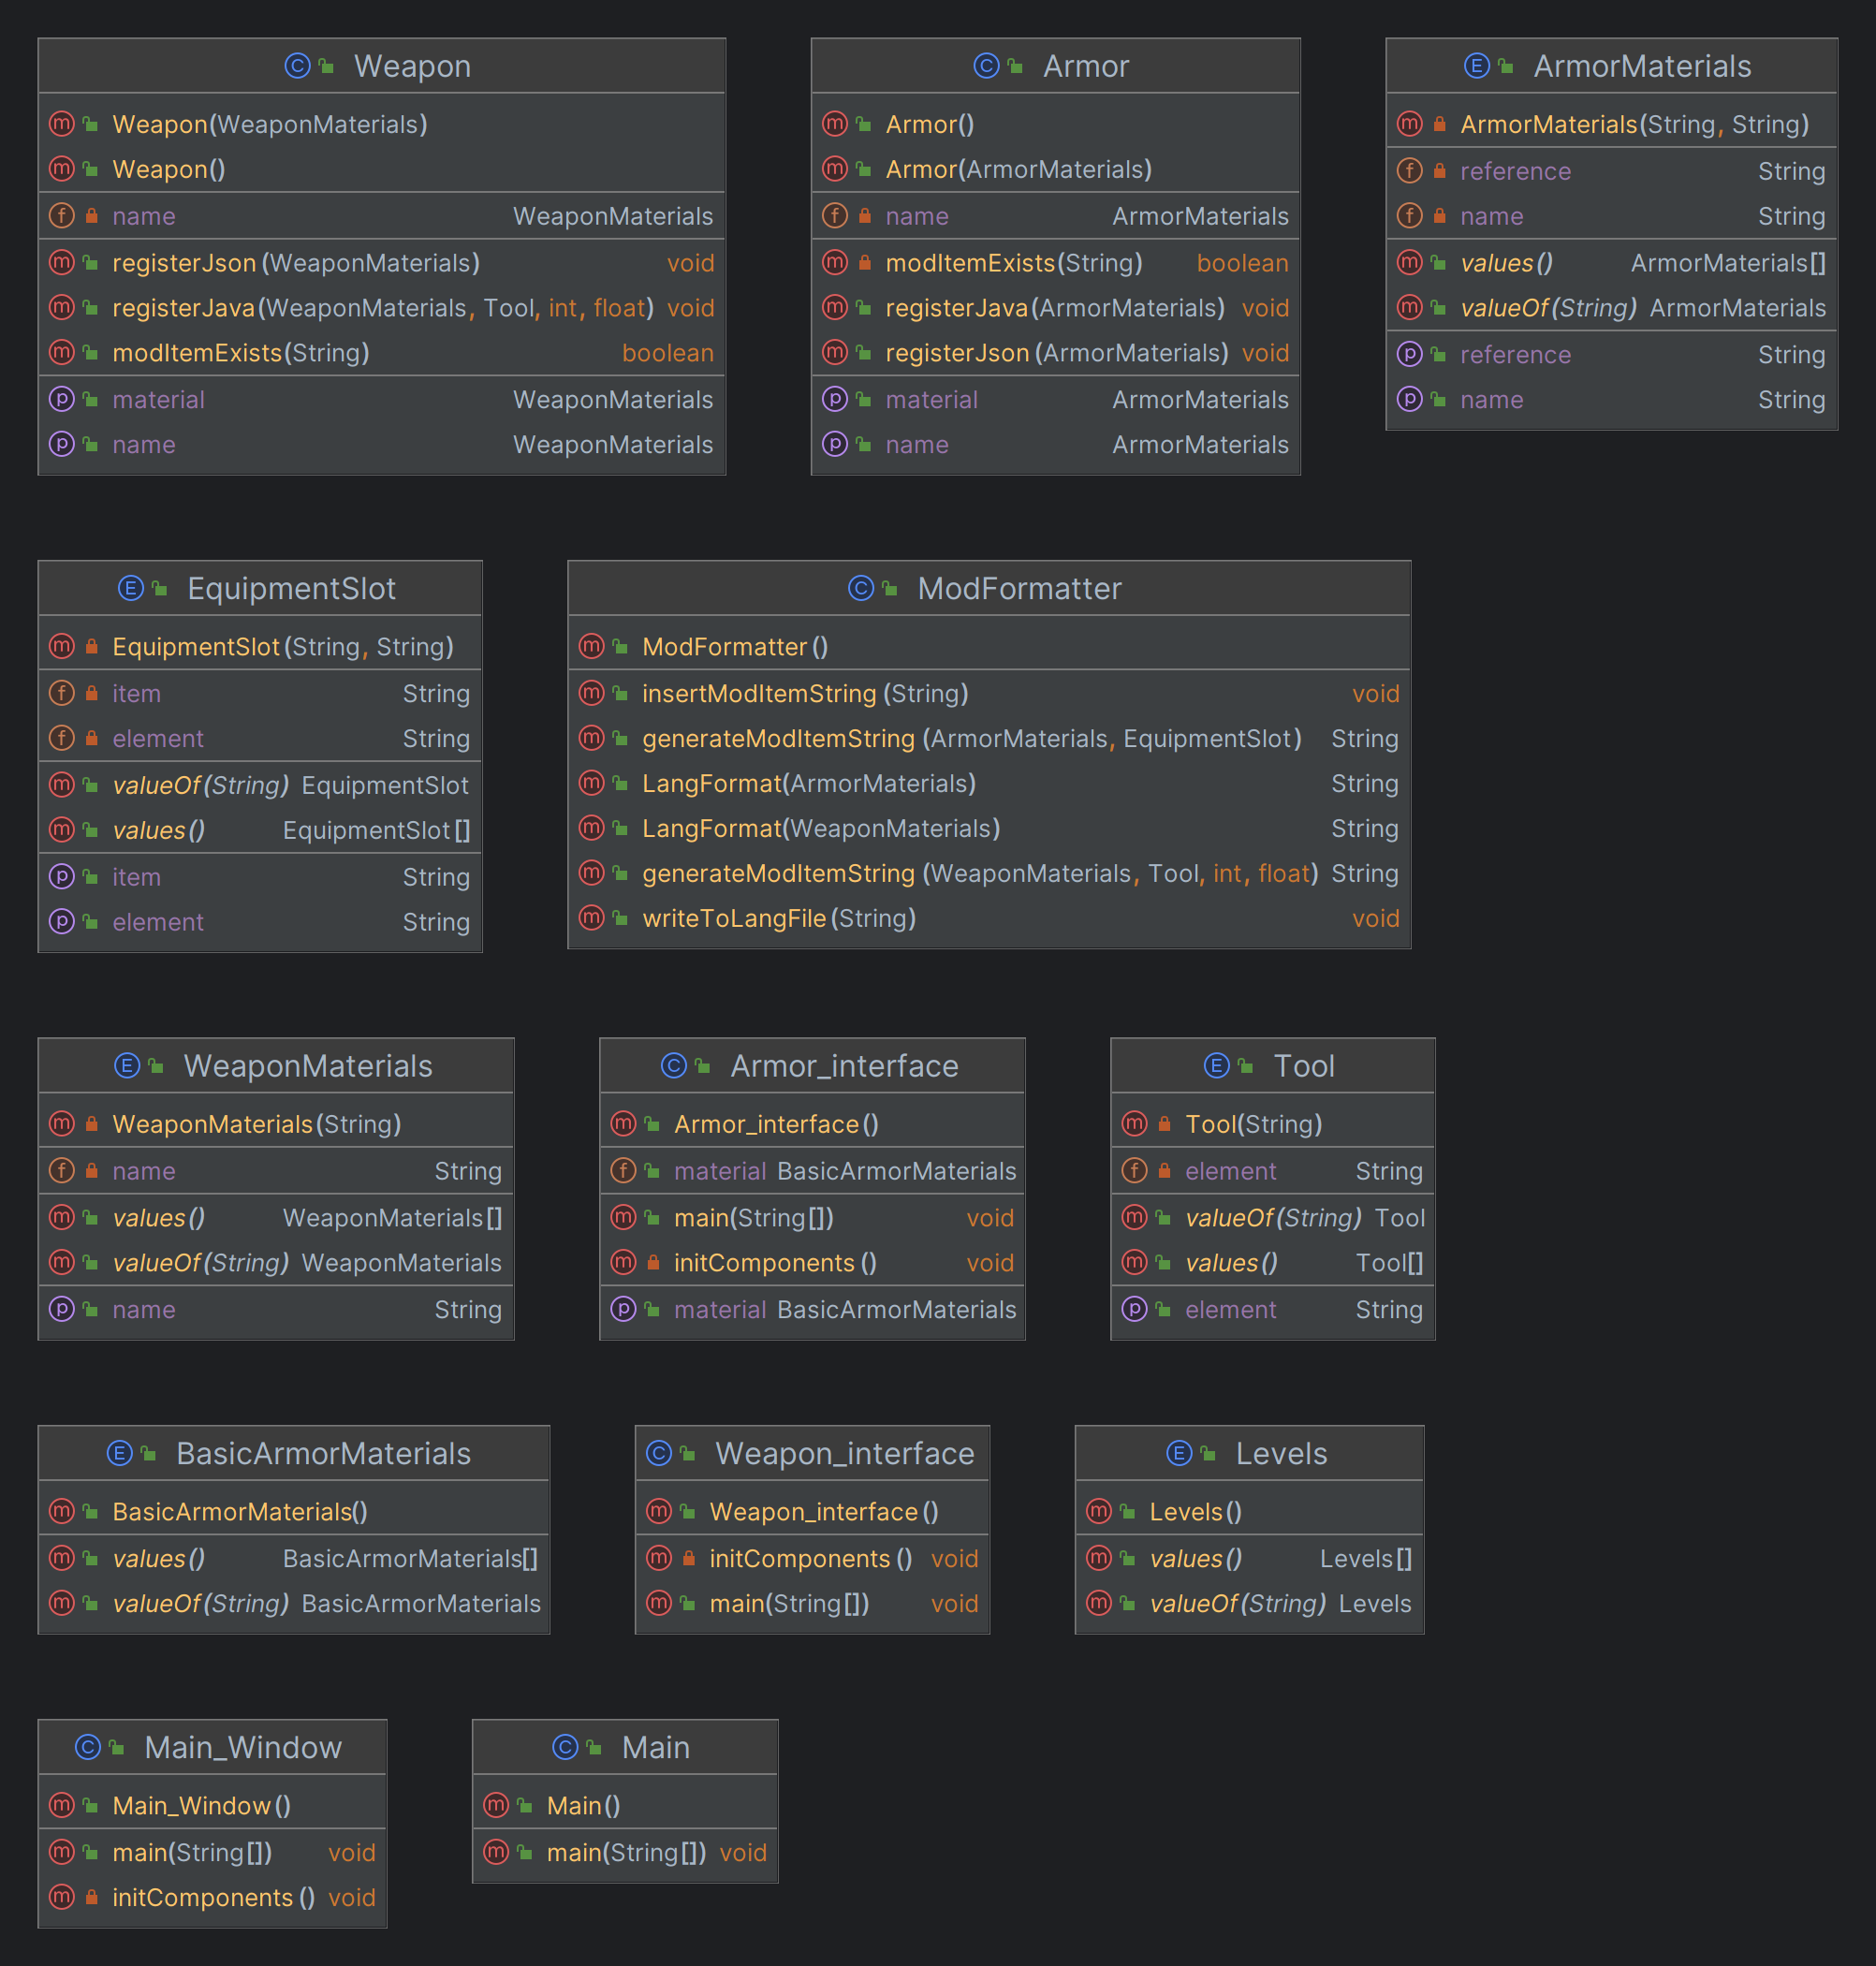 Weapon
Weapon(WeaponMaterials)
Weapon()
name WeaponMaterials
registerJson(WeaponMaterials) void
registerJava(WeaponMaterials, Tool, int, float) void
modItemExists(String) boolean
material WeaponMaterials
name WeaponMaterials
Armor
Armor()
Armor(ArmorMaterials)
name ArmorMaterials
modItemExists(String) boolean
registerJava(ArmorMaterials) void
registerJson(ArmorMaterials) void
material ArmorMaterials
name ArmorMaterials
ArmorMaterials
ArmorMaterials(String, String)
reference String
name String
values() ArmorMaterials[]
valueOf(String) ArmorMaterials
reference String
name String
EquipmentSlot
EquipmentSlot(String, String)
item String
element String
valueOf(String) EquipmentSlot
values() EquipmentSlot[]
item String
element String
ModFormatter
ModFormatter()
insertModItemString(String) void
generateModItemString(ArmorMaterials, EquipmentSlot) String
LangFormat(ArmorMaterials) String
LangFormat(WeaponMaterials) String
generateModItemString(WeaponMaterials, Tool, int, float) String
writeToLangFile(String) void
WeaponMaterials
WeaponMaterials(String)
name String
values() WeaponMaterials[]
valueOf(String) WeaponMaterials
name String
Armor_interface
Armor_interface()
material BasicArmorMaterials
main(String[]) void
initComponents() void
material BasicArmorMaterials
Tool
Tool(String)
element String
valueOf(String) Tool
values() Tool[]
element String
BasicArmorMaterials
BasicArmorMaterials()
values() BasicArmorMaterials[]
valueOf(String) BasicArmorMaterials
Weapon_interface
Weapon_interface()
initComponents() void
main(String[]) void
Levels
Levels()
values() Levels[]
valueOf(String) Levels
Main_Window
Main_Window()
main(String[]) void
initComponents() void
Main
Main()
main(String[]) void